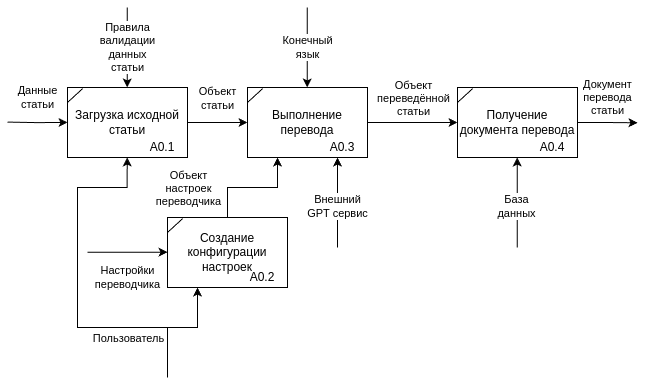 Правила
валидации
данных
статьи
Конечный
язык
Данные
статьи
Загрузка исходной
статьи
A0.1
Объект
статьи
Выполнение
перевода
A0.3
Объект
переведённой
статьи
Получение
документа перевода
A0.4
Документ
перевода
статьи
Объект
настроек
переводчика
Внешний
GPT сервис
База
данных
Создание
конфигурации
настроек
A0.2
Настройки
переводчика
Пользователь